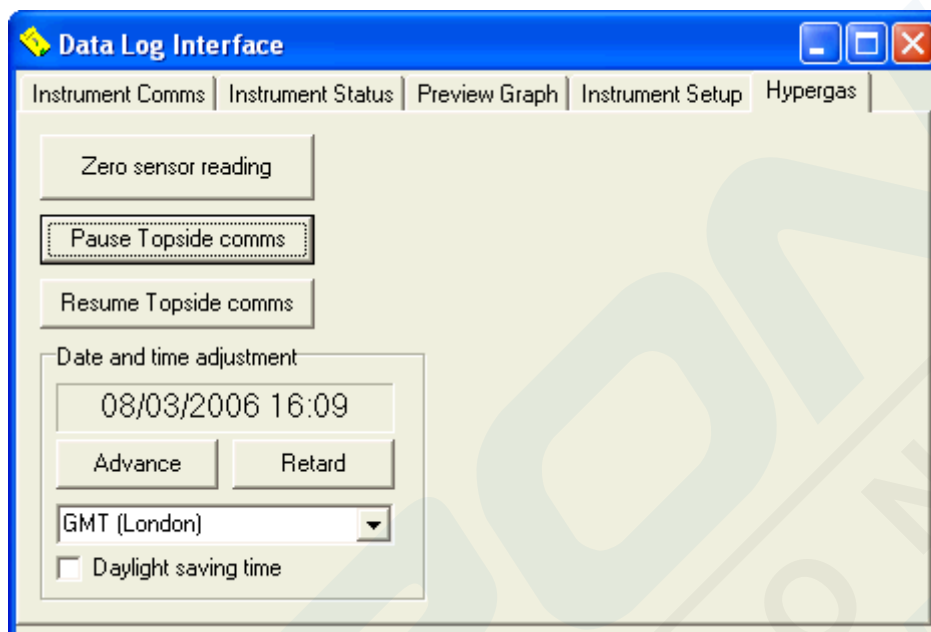 Data Log Interface
Instrument Comms Instrument Status Preview Graph Instrument Setup Hypergas
Zero sensor reading
Pause Topside comms
Resume Topside comms
Date and time adjustment
08/03/2006 16:09
Advance Retard
GMT (London)
Daylight saving time